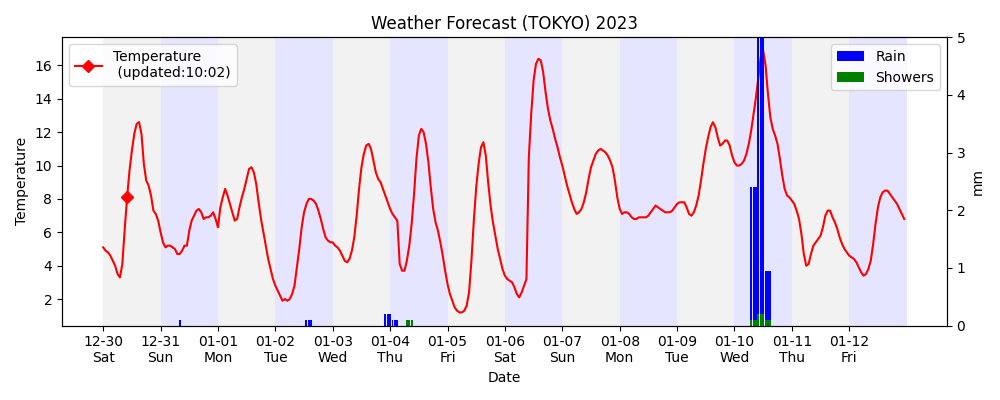 Weather Forecast (TOKYO) 2023
Temperature
(updated:10:02)
Rain
Showers
Temperature
16
14
12
10
8
6
4
2
5
4
3
2
1
0
mm
12-30 12-31 01-01 01-02 01-03 01-04 01-05 01-06 01-07 01-08 01-09 01-10 01-11 01-12
Sat Sun Mon Tue Wed Thu Fri Sat Sun Mon Tue Wed Thu Fri
Date